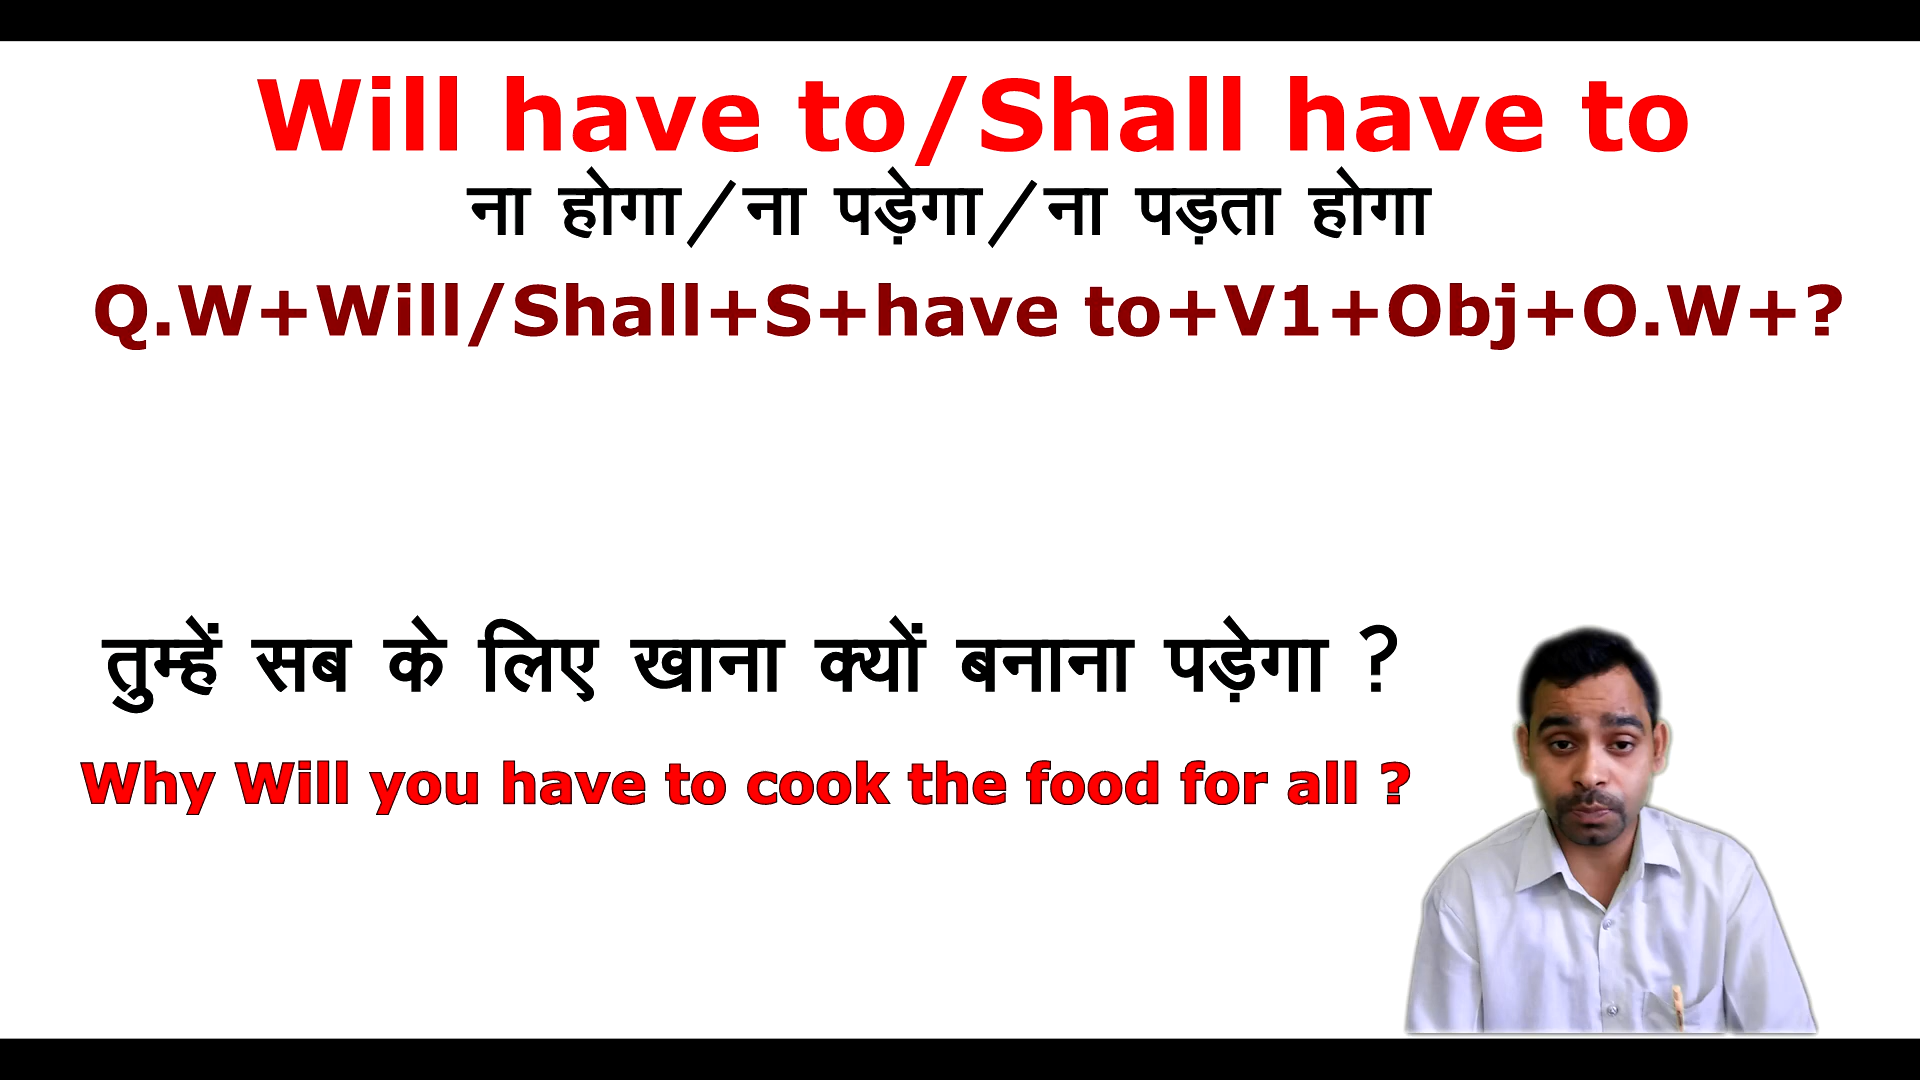 Will have to/Shall have to
ना होगा/ना पड़ेगा/ना पड़ता होगा
Q.W+Will/Shall+S+have to+V1+Obj+O.W+?
तुम्हें सब के लिए खाना क्यों बनाना पड़ेगा ?
Why Will you have to cook the food for all ?